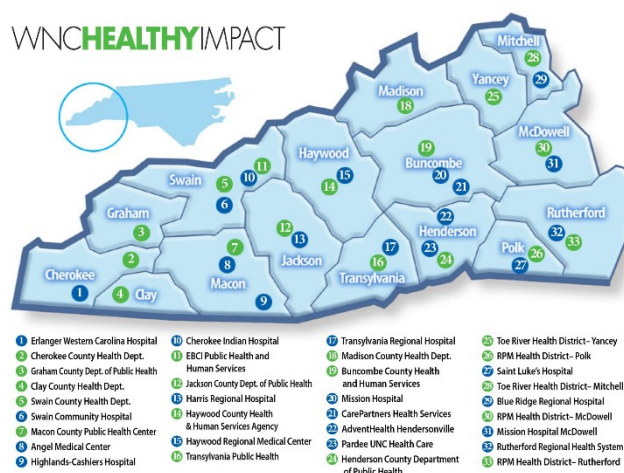 WNCHEALTHYIMPACT
Mitchell
28
29
Yancey
25
Madison
18
McDowell
30
31
Buncombe
19
20
21
Haywood
15
14
Swain
11
10
5
6
Graham
3
Rutherford
32
33
Henderson
22
23
24
Polk
26
27
Jackson
12
13
Transylvania
17
16
Macon
7
8
9
Cherokee
2
1
Clay
4
1 Erlanger Western Carolina Hospital
2 Cherokee County Health Dept.
3 Graham County Dept. of Public Health
4 Clay County Health Dept.
5 Swain County Health Dept.
6 Swain Community Hospital
7 Macon County Public Health Center
8 Angel Medical Center
9 Highlands-Cashiers Hospital
10 Cherokee Indian Hospital
11 EBCI Public Health and
Human Services
12 Jackson County Dept. of Public Health
13 Harris Regional Hospital
14 Haywood County Health
& Human Services Agency
15 Haywood Regional Medical Center
16 Transylvania Public Health
17 Transylvania Regional Hospital
18 Madison County Health Dept.
19 Buncombe County Health
and Human Services
20 Mission Hospital
21 CarePartners Health Services
22 AdventHealth Hendersonville
23 Pardee UNC Health Care
24 Henderson County Department
of Public Health
25 Toe River Health District– Yancey
26 RPM Health District– Polk
27 Saint Luke's Hospital
28 Toe River Health District– Mitchell
29 Blue Ridge Regional Hospital
30 RPM Health District– McDowell
31 Mission Hospital McDowell
32 Rutherford Regional Health System
33 RPM Health District– Rutherford